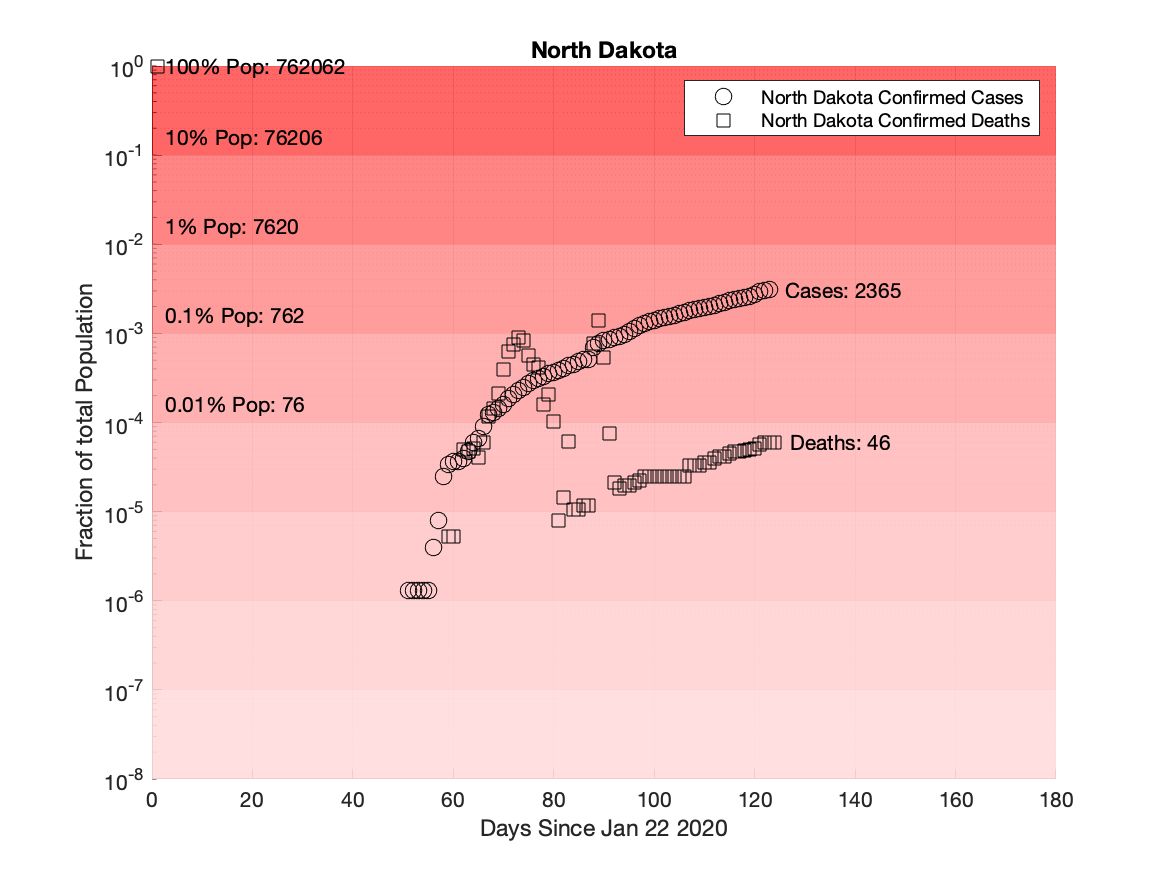 North Dakota
10^0
100% Pop: 762062
North Dakota Confirmed Cases
North Dakota Confirmed Deaths
10% Pop: 76206
10^-1
1% Pop: 7620
10^-2
Cases: 2365
0.1% Pop: 762
10^-3
0.01% Pop: 76
10^-4
Deaths: 46
10^-5
10^-6
10^-7
10^-8
Fraction of total Population
0 20 40 60 80 100 120 140 160 180
Days Since Jan 22 2020